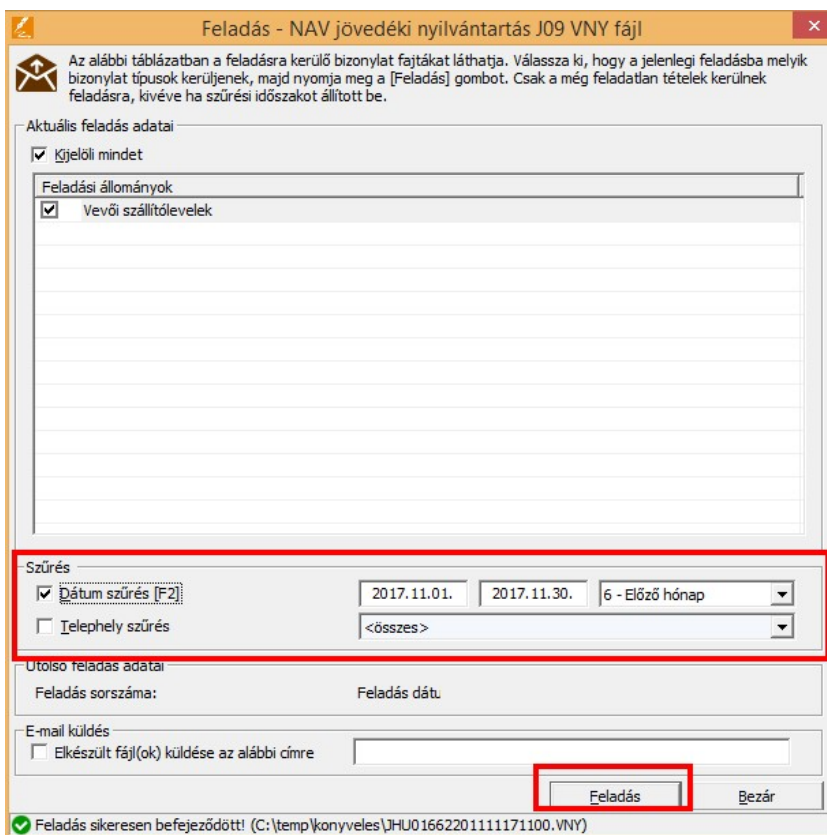 Feladás - NAV jövedéki nyilvántartás J09 VNY fájl
Az alábbi táblázatban a feladásra kerülő bizonylat fajtákat láthatja. Válassza ki, hogy a jelenlegi feladásba melyik
bizonylat típusok kerüljenek, majd nyomja meg a [Feladás] gombot. Csak a még feladatlan tételek kerülnek
feladásra, kivéve ha szűrési időszakot állított be.
Aktuális feladás adatai
Kijelöli mindet
Feladási állományok
Vevői szállítólevelek
Szűrés
Dátum szűrés [F2] 2017.11.01. 2017.11.30. 6 - Előző hónap
Telephely szűrés <összes>
Utolsó feladás adatai
Feladás sorszáma: Feladás dátu
E-mail küldés
Elkészült fájl(ok) küldése az alábbi címre
Feladás Bezár
Feladás sikeresen befejeződött! (C:\temp\konyveles\JHU01662201111171100.VNY)